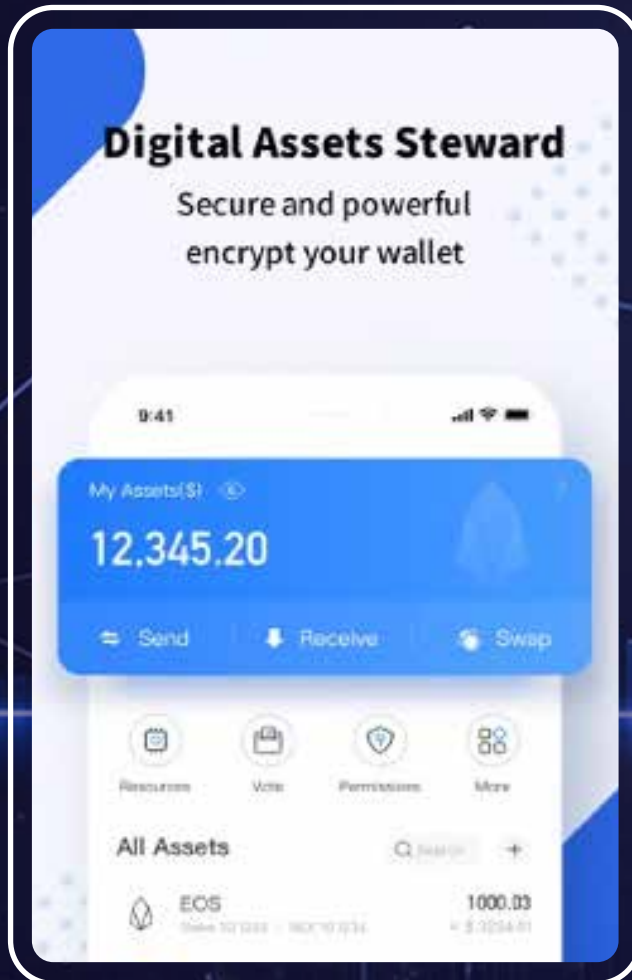 Digital Assets Steward
Secure and powerful
encrypt your wallet
9:41
My Assets($)
12,345.20
Send
Receive
Swap
Resources
Vote
Permissions
More
All Assets
Search
+
EOS
1000.03